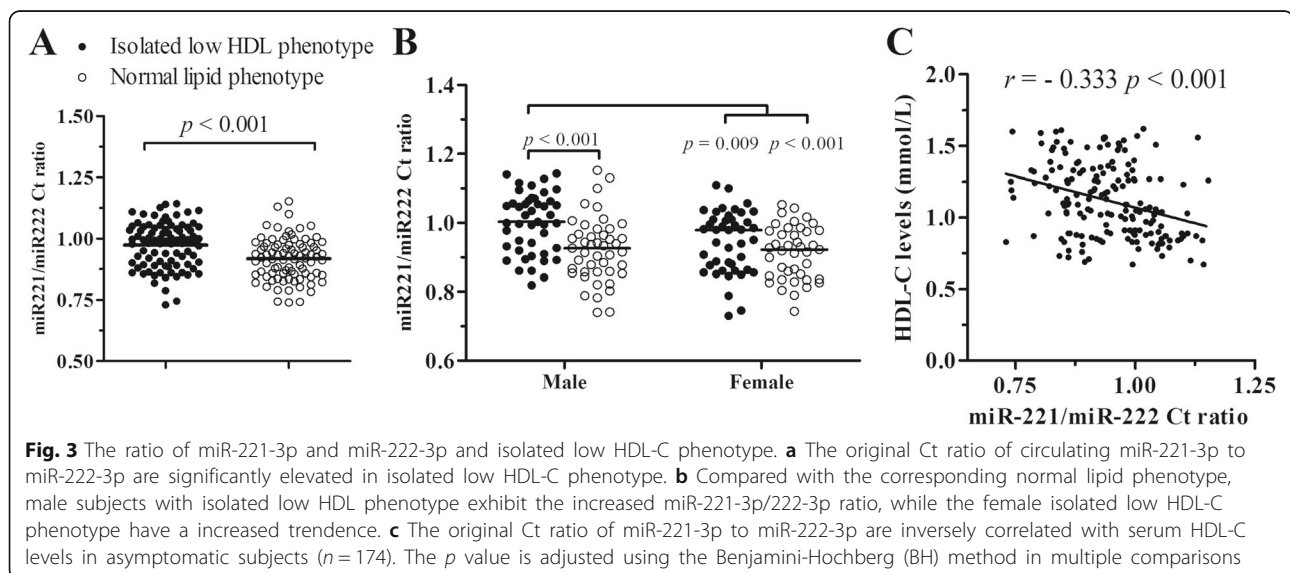 A
● Isolated low HDL phenotype
○ Normal lipid phenotype
miR221/miR222 Ct ratio
1.50
1.25
1.00
0.75
0.50
p < 0.001
B
miR221/miR222 Ct ratio
1.4
1.2
1.0
0.8
0.6
p < 0.001
p = 0.009 p < 0.001
Male Female
C
r = - 0.333 p < 0.001
HDL-C levels (mmol/L)
2.0
1.5
1.0
0.5
0.0
0.75 1.00 1.25
miR-221/miR-222 Ct ratio
Fig. 3 The ratio of miR-221-3p and miR-222-3p and isolated low HDL-C phenotype. a The original Ct ratio of circulating miR-221-3p to
miR-222-3p are significantly elevated in isolated low HDL-C phenotype. b Compared with the corresponding normal lipid phenotype,
male subjects with isolated low HDL phenotype exhibit the increased miR-221-3p/222-3p ratio, while the female isolated low HDL-C
phenotype have a increased trendence. c The original Ct ratio of miR-221-3p to miR-222-3p are inversely correlated with serum HDL-C
levels in asymptomatic subjects (n = 174). The p value is adjusted using the Benjamini-Hochberg (BH) method in multiple comparisons